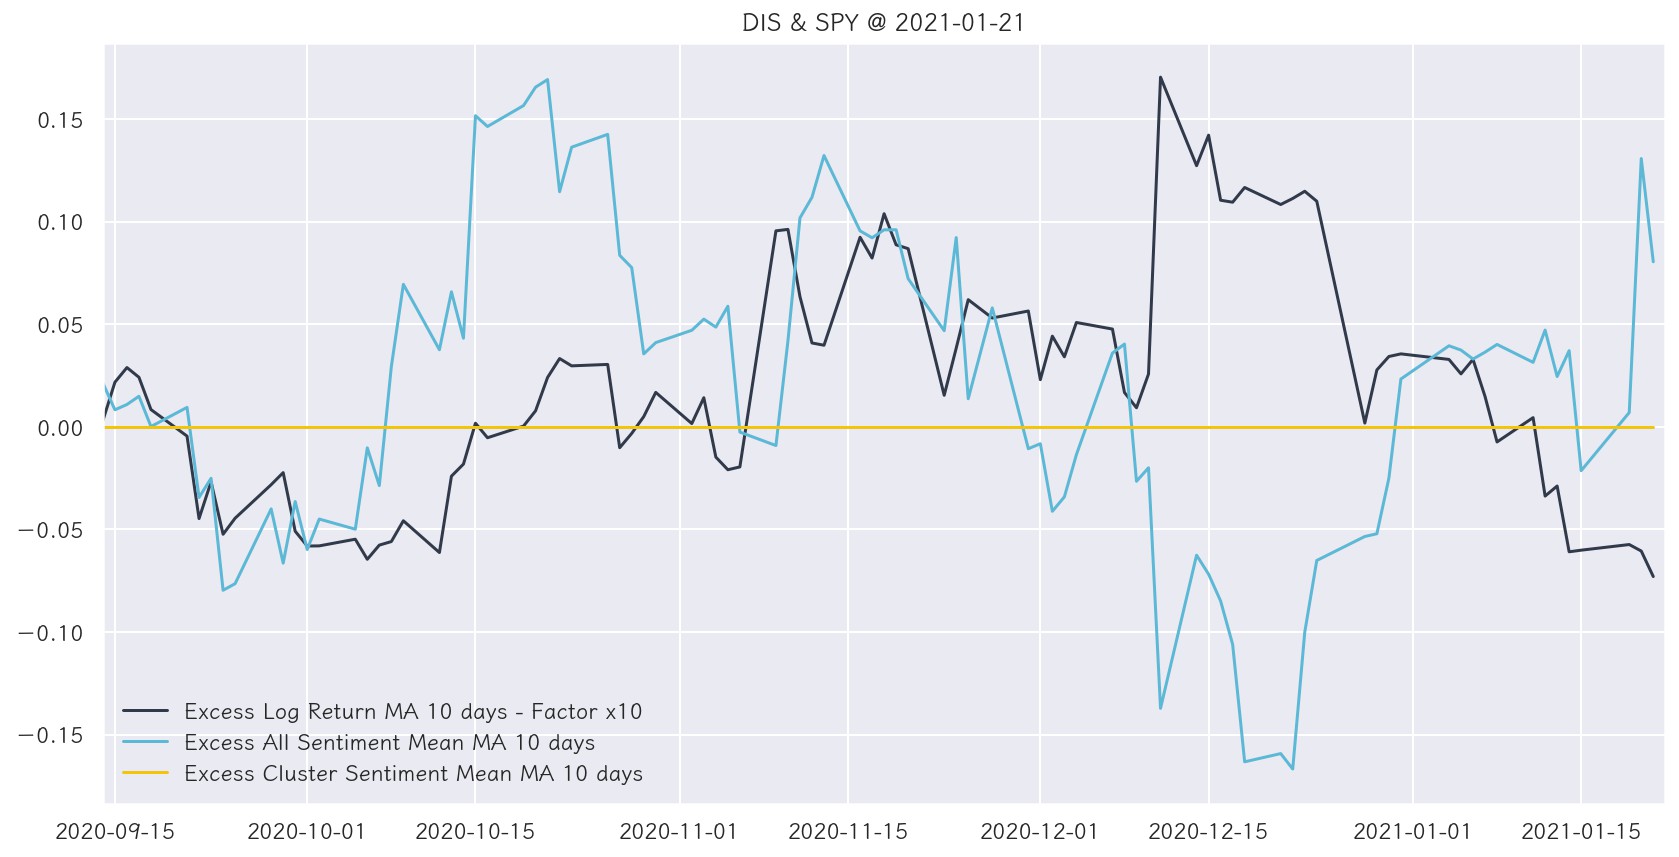 DIS & SPY @ 2021-01-21
0.15
0.10
0.05
0.00
−0.05
−0.10
−0.15
Excess Log Return MA 10 days - Factor x10
Excess All Sentiment Mean MA 10 days
Excess Cluster Sentiment Mean MA 10 days
2020-09-15 2020-10-01 2020-10-15 2020-11-01 2020-11-15 2020-12-01 2020-12-15 2021-01-01 2021-01-15